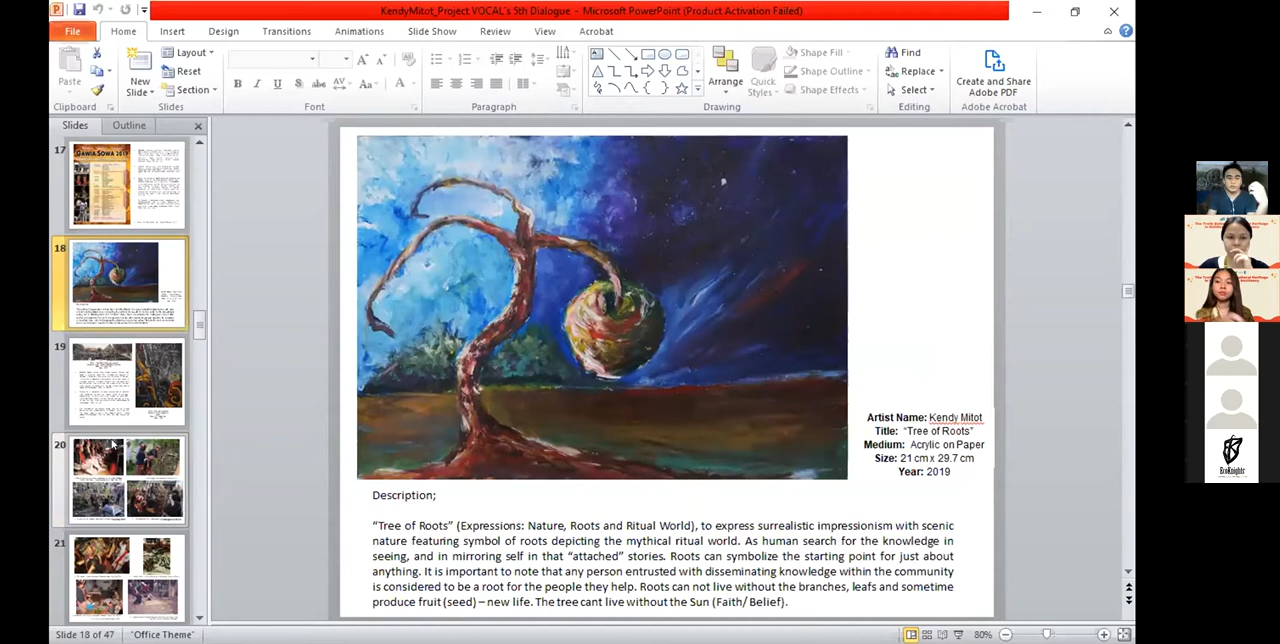 KendyMitot_Project VOCAL's 5th Dialogue - Microsoft PowerPoint (Product Activation Failed)
File Home Insert Design Transitions Animations Slide Show Review View Acrobat
Paste
New Slide
Layout
Reset
Section
Arrange
Quick Styles
Shape Fill
Shape Outline
Shape Effects
Find
Replace
Select
Create and Share Adobe PDF
Clipboard Slides Font Paragraph Drawing Editing Adobe Acrobat
Slides Outline
17
GAWIA SOWA 2019
18
19
20
21
Artist Name: Kendy Mitot
Title: "Tree of Roots"
Medium: Acrylic on Paper
Size: 21 cm x 29.7 cm
Year: 2019
Description;
"Tree of Roots" (Expressions: Nature, Roots and Ritual World), to express surrealistic impressionism with scenic
nature featuring symbol of roots depicting the mythical ritual world. As human search for the knowledge in
seeing, and in mirroring self in that "attached" stories. Roots can symbolize the starting point for just about
anything. It is important to note that any person entrusted with disseminating knowledge within the community
is considered to be a root for the people they help. Roots can not live without the branches, leafs and sometime
produce fruit (seed) – new life. The tree cant live without the Sun (Faith/ Belief).
EcoKnights
Slide 18 of 47 "Office Theme" 80%